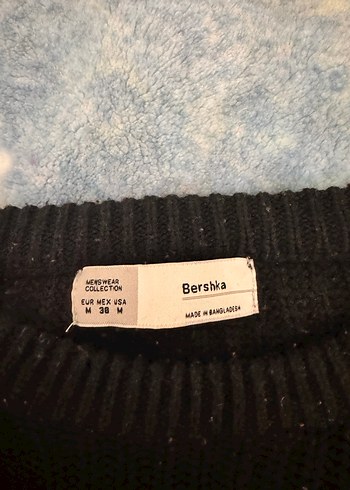 MENSWEAR
COLLECTION
EUR MEX USA
M 38 M
Bershka
MADE IN BANGLADESH